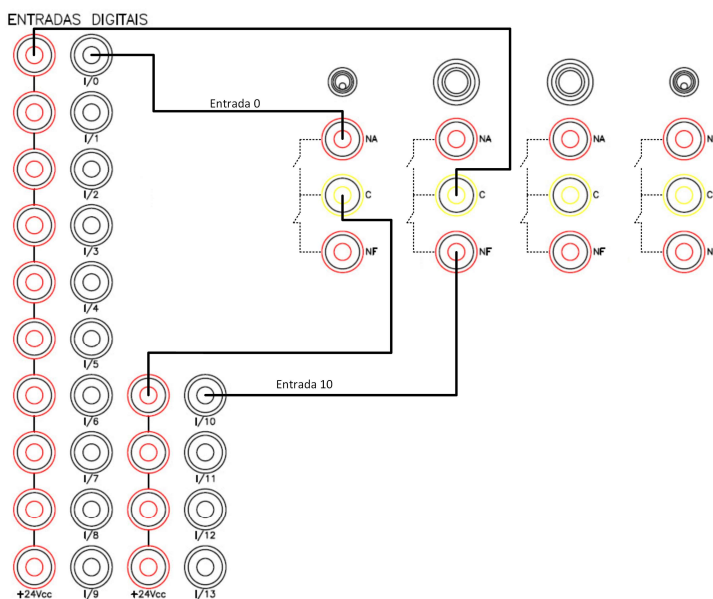 ENTRADAS DIGITAIS
I/0
Entrada 0
I/1
NA
NA
NA
N
I/2
C
C
C
C
I/3
NF
NF
NF
N
I/4
I/5
Entrada 10
I/6
I/10
I/7
I/11
I/8
I/12
+24Vcc
I/9
+24Vcc
I/13